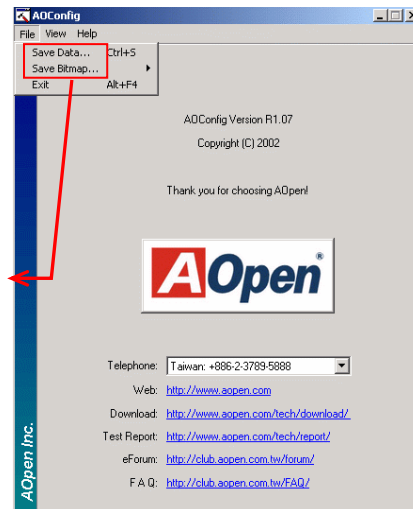 AOConfig
File View Help
Save Data... Ctrl+S
Save Bitmap...
Exit Alt+F4
AOConfig Version R1.07
Copyright (C) 2002
Thank you for choosing AOpen!
AOpen®
Telephone: Taiwan: +886-2-3789-5888
Web: http://www.aopen.com
Download: http://www.aopen.com/tech/download/
Test Report: http://www.aopen.com/tech/report/
eForum: http://club.aopen.com.tw/forum/
F A Q: http://club.aopen.com.tw/FAQ/
AOpen Inc.